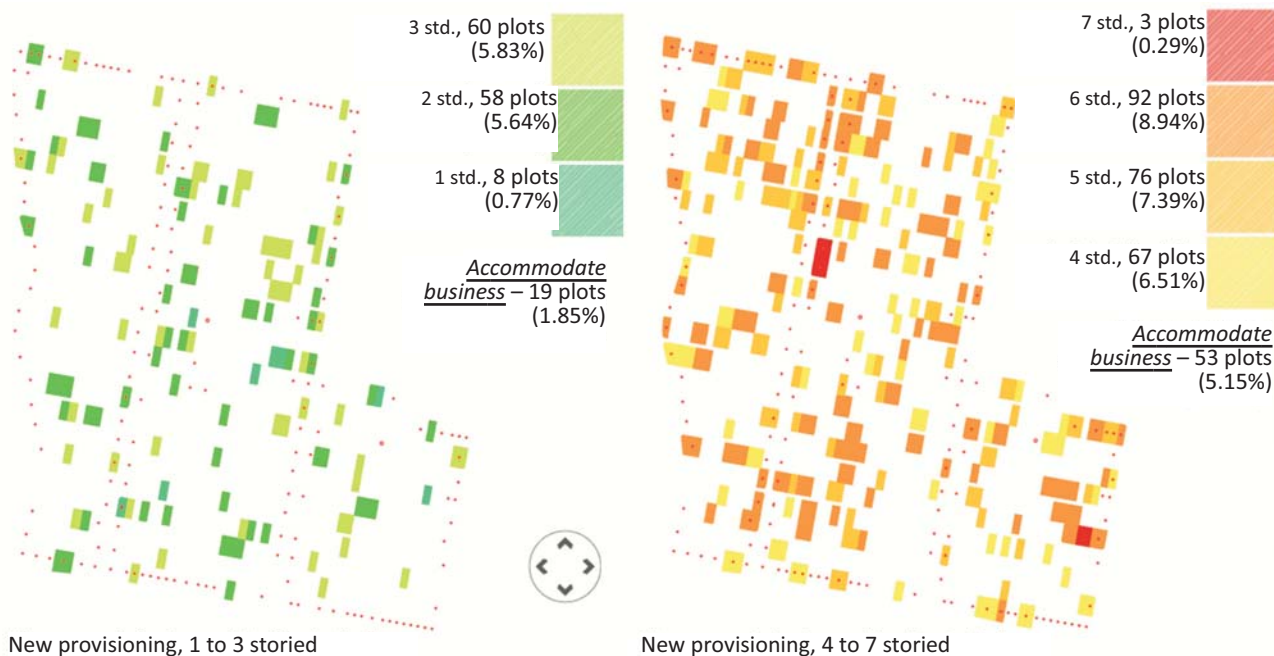 3 std., 60 plots
(5.83%)
2 std., 58 plots
(5.64%)
1 std., 8 plots
(0.77%)
Accommodate
business – 19 plots
(1.85%)
New provisioning, 1 to 3 storied
7 std., 3 plots
(0.29%)
6 std., 92 plots
(8.94%)
5 std., 76 plots
(7.39%)
4 std., 67 plots
(6.51%)
Accommodate
business – 53 plots
(5.15%)
New provisioning, 4 to 7 storied